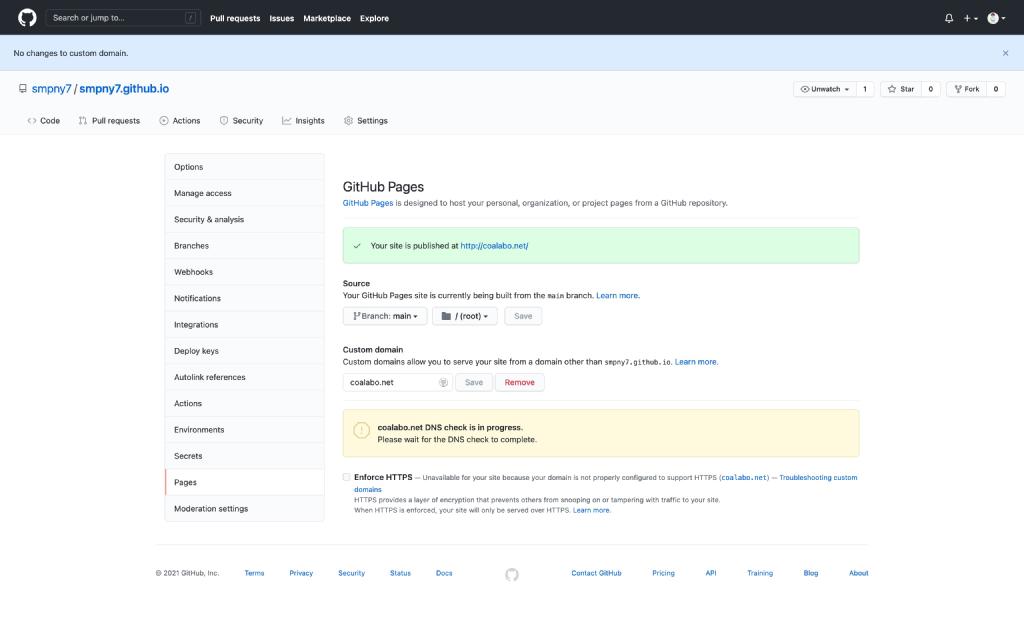 Search or jump to... /
Pull requests Issues Marketplace Explore
No changes to custom domain.
smpny7 / smpny7.github.io
Unwatch 1 Star 0 Fork 0
Code Pull requests Actions Security Insights Settings
Options
Manage access
Security & analysis
Branches
Webhooks
Notifications
Integrations
Deploy keys
Autolink references
Actions
Environments
Secrets
Pages
Moderation settings
GitHub Pages
GitHub Pages is designed to host your personal, organization, or project pages from a GitHub repository.
Your site is published at http://coalabo.net/
Source
Your GitHub Pages site is currently being built from the main branch. Learn more.
Branch: main / (root) Save
Custom domain
Custom domains allow you to serve your site from a domain other than smpny7.github.io. Learn more.
coalabo.net Save Remove
coalabo.net DNS check is in progress.
Please wait for the DNS check to complete.
Enforce HTTPS — Unavailable for your site because your domain is not properly configured to support HTTPS (coalabo.net) — Troubleshooting custom
domains
HTTPS provides a layer of encryption that prevents others from snooping on or tampering with traffic to your site.
When HTTPS is enforced, your site will only be served over HTTPS. Learn more.
© 2021 GitHub, Inc. Terms Privacy Security Status Docs Contact GitHub Pricing API Training Blog About